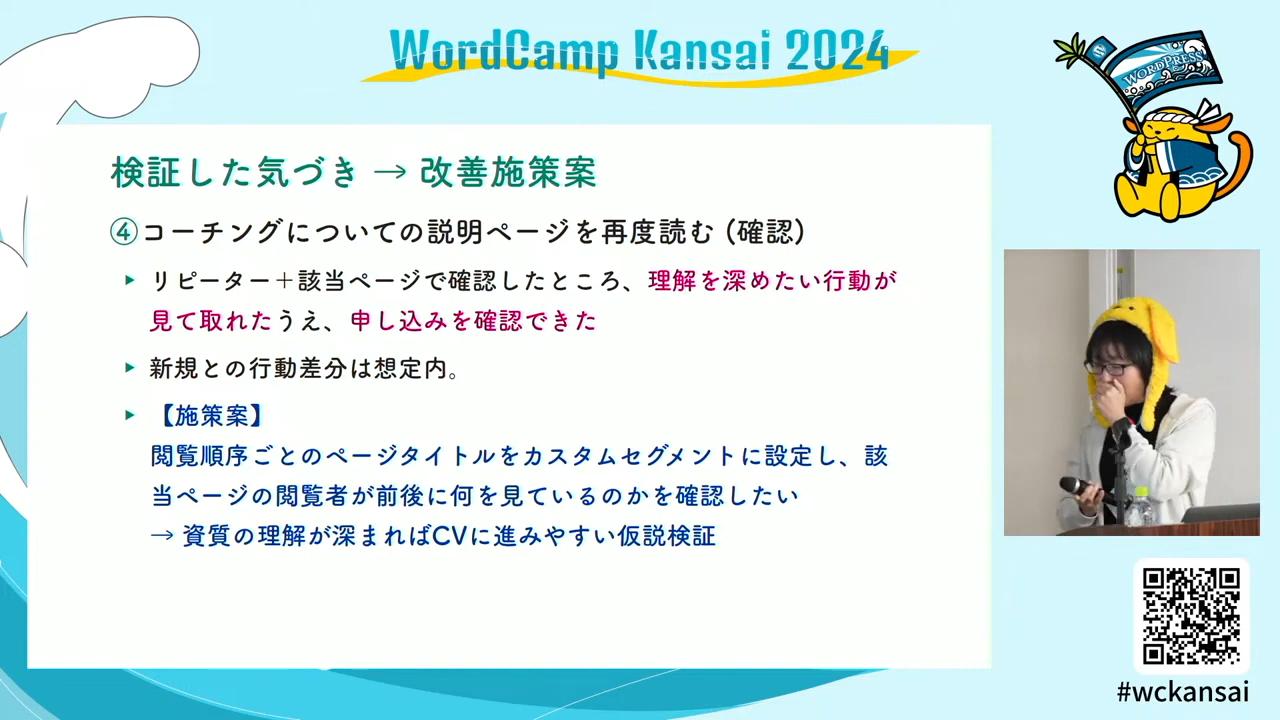 WordCamp Kansai 2024
WORDPRESS
検証した気づき → 改善施策案
④コーチングについての説明ページを再度読む（確認）
リピーター＋該当ページで確認したところ、理解を深めたい行動が
見て取れたうえ、申し込みを確認できた
新規との行動差分は想定内。
【施策案】
閲覧順序ごとのページタイトルをカスタムセグメントに設定し、該
当ページの閲覧者が前後に何を見ているのかを確認したい
→ 資質の理解が深まればCVに進みやすい仮説検証
#wckansai